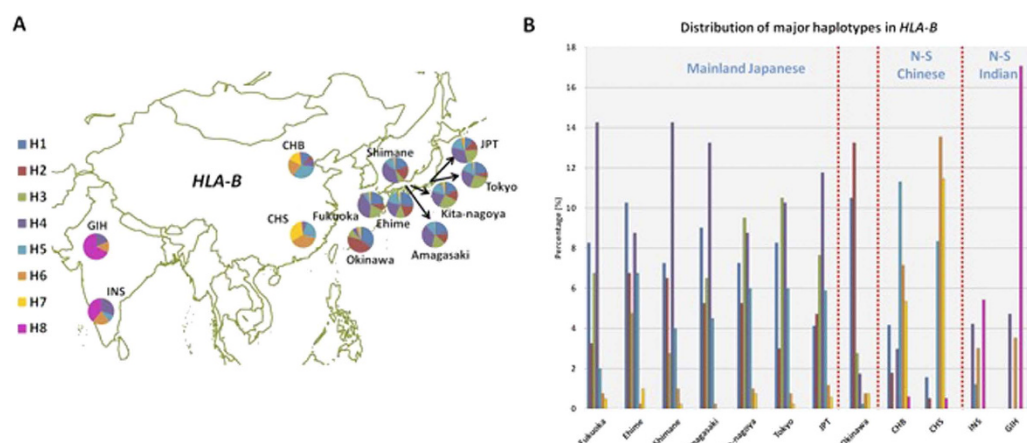 A
H1
H2
H3
H4
H5
H6
H7
H8
HLA-B
CHB
CHS
GIH
INS
Shimane
JPT
Tokyo
Kita-nagoya
Fukuoka
Ehime
Okinawa
Amagasaki
B
Distribution of major haplotypes in HLA-B
Percentage [%]
18
16
14
12
10
8
6
4
2
0
Mainland Japanese
N-S
Chinese
N-S
Indian
Fukuoka
Ehime
Shimane
magasaki
-nagoya
Tokyo
JPT
Okinawa
CHB
CHS
INS
GIH